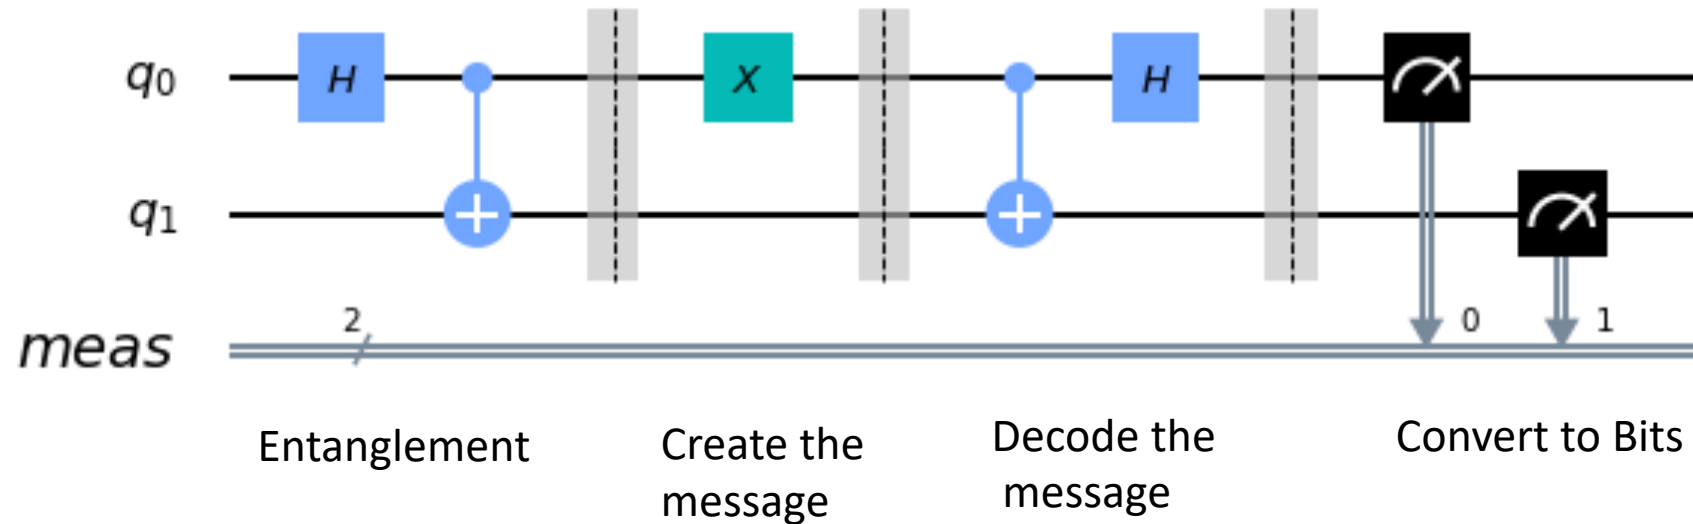 q0 H X H
q1
2
meas
0 1
Entanglement
Create the
message
Decode the
message
Convert to Bits